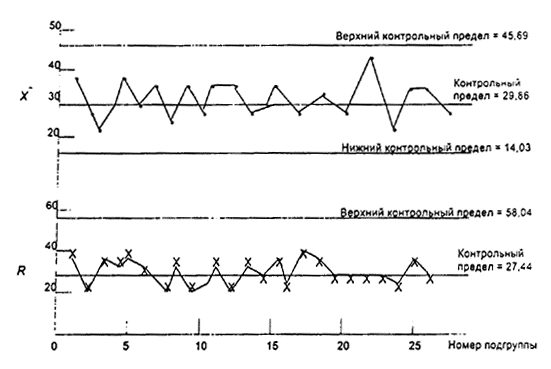 50
Верхний контрольный предел = 45,69
40
X̄
Контрольный
предел = 29,86
30
20
Нижний контрольный предел = 14,03
60
Верхний контрольный предел = 58,04
40
R
Контрольный
предел = 27,44
30
20
0 5 10 15 20 25 Номер подгруппы